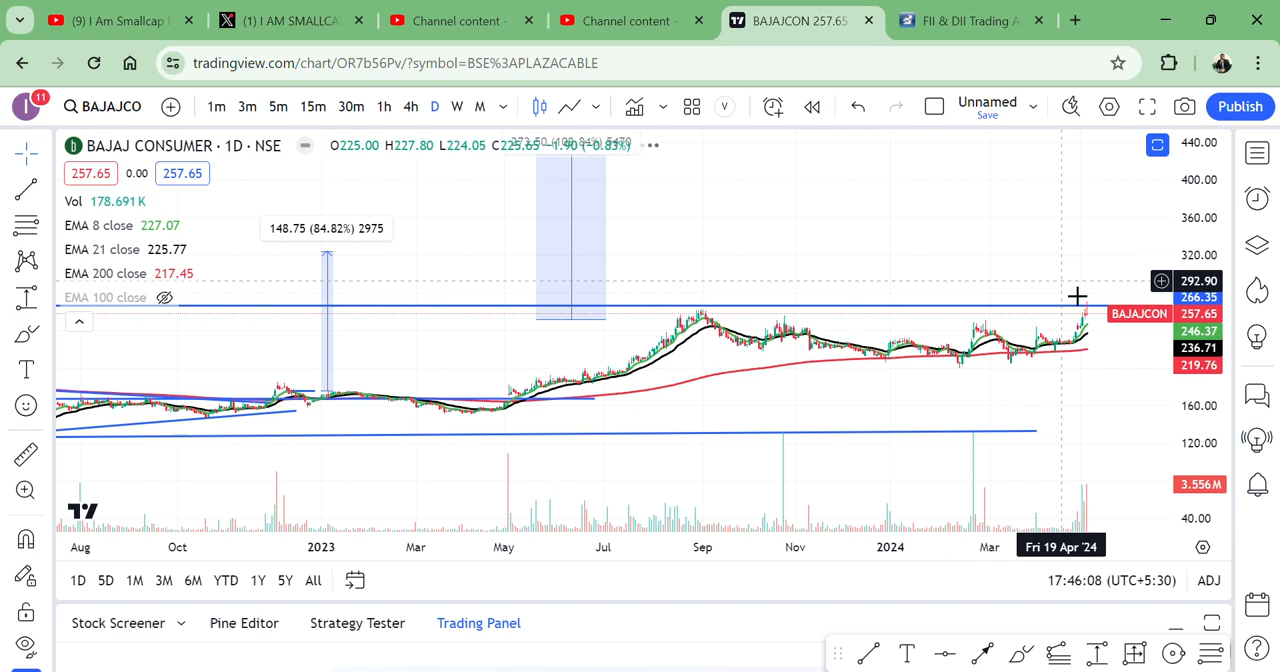 (9) I Am Smallcap
(1) I AM SMALLCA
Channel content -
Channel content -
BAJAJCON 257.65
FII & DII Trading A
tradingview.com/chart/OR7b56Pv/?symbol=BSE%3APLAZACABLE
11
BAJAJCO
1m 3m 5m 15m 30m 1h 4h D W M
V
Unnamed
Save
Publish
b BAJAJ CONSUMER · 1D · NSE
O225.00 H227.80 L224.05 C225.65 −1.90 (−0.83%)
273.50 (108.84%) 5470
257.65 0.00 257.65
Vol 178.691K
EMA 8 close 227.07
EMA 21 close 225.77
EMA 200 close 217.45
EMA 100 close
148.75 (84.82%) 2975
440.00
400.00
360.00
320.00
292.90
266.35
BAJAJCON 257.65
246.37
236.71
219.76
160.00
120.00
3.556M
40.00
Aug Oct 2023 Mar May Jul Sep Nov 2024 Mar Fri 19 Apr '24
1D 5D 1M 3M 6M YTD 1Y 5Y All
17:46:08 (UTC+5:30) ADJ
Stock Screener Pine Editor Strategy Tester Trading Panel